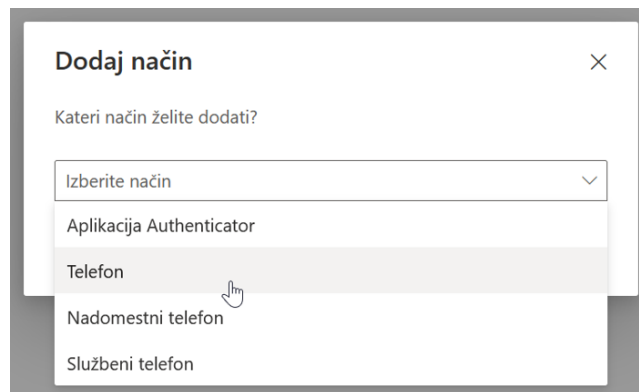 Dodaj način
Kateri način želite dodati?
Izberite način
Aplikacija Authenticator
Telefon
Nadomestni telefon
Službeni telefon